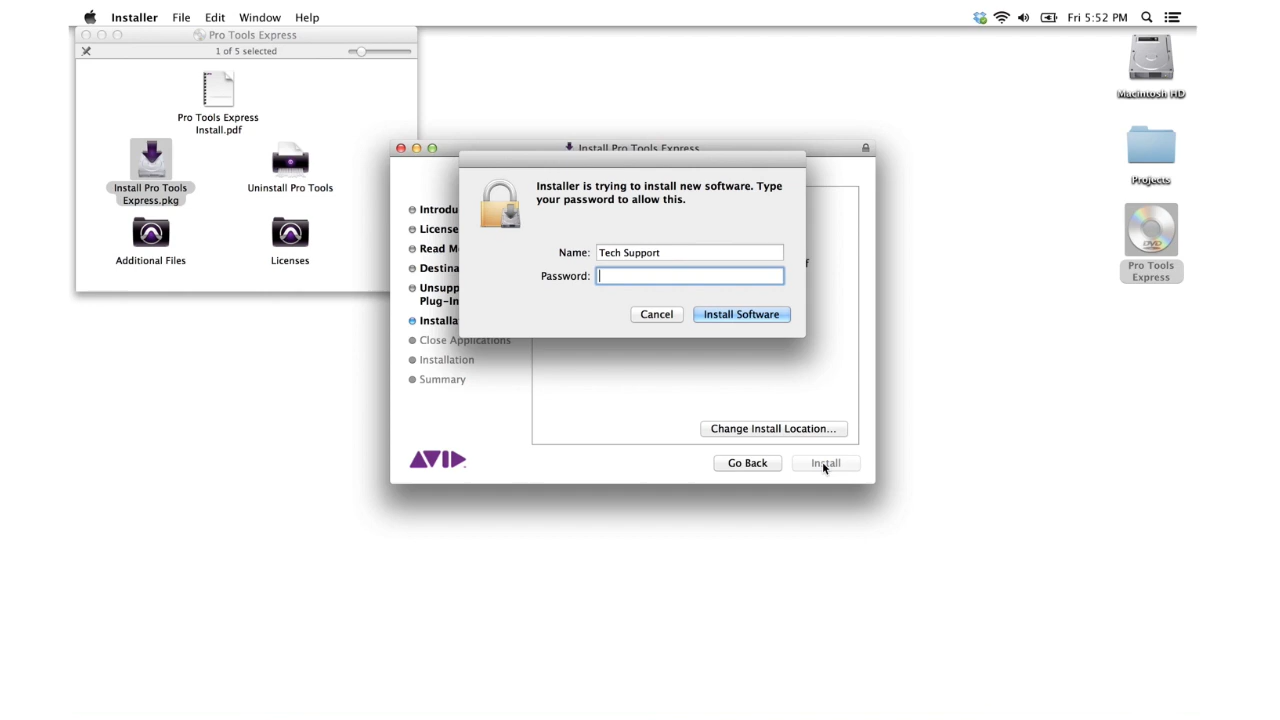 Installer File Edit Window Help Fri 5:52 PM
Pro Tools Express
1 of 5 selected
Pro Tools Express
Install.pdf
Install Pro Tools
Express.pkg
Uninstall Pro Tools
Additional Files
Licenses
Install Pro Tools Express
Installer is trying to install new software. Type
your password to allow this.
Name: Tech Support
Password:
Cancel Install Software
Introdu
License
Read M
Destina
Unsupp
Plug-In
Installa
Close Applications
Installation
Summary
Change Install Location...
AVID
Go Back Install
Macintosh HD
Projects
DVD
Pro Tools
Express